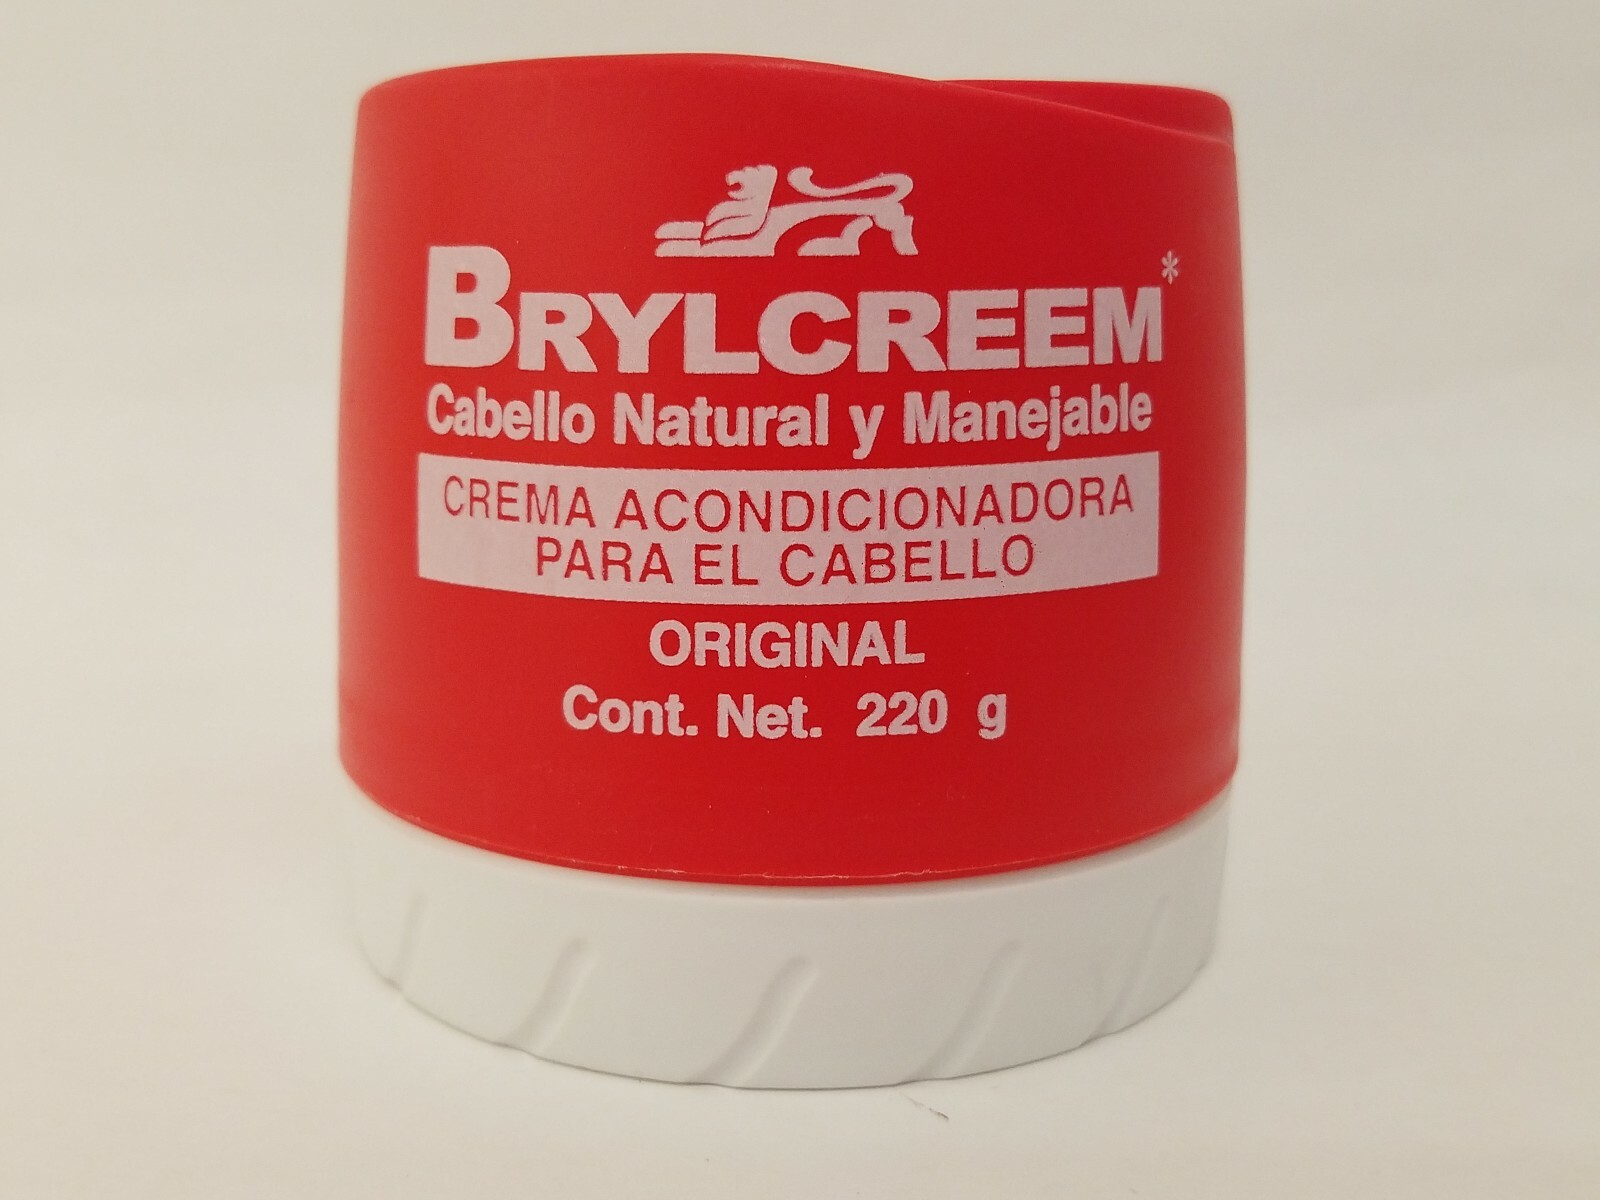 BRYLCREEM*
Cabello Natural y Manejable
CREMA ACONDICIONADORA
PARA EL CABELLO
ORIGINAL
Cont. Net. 220 g